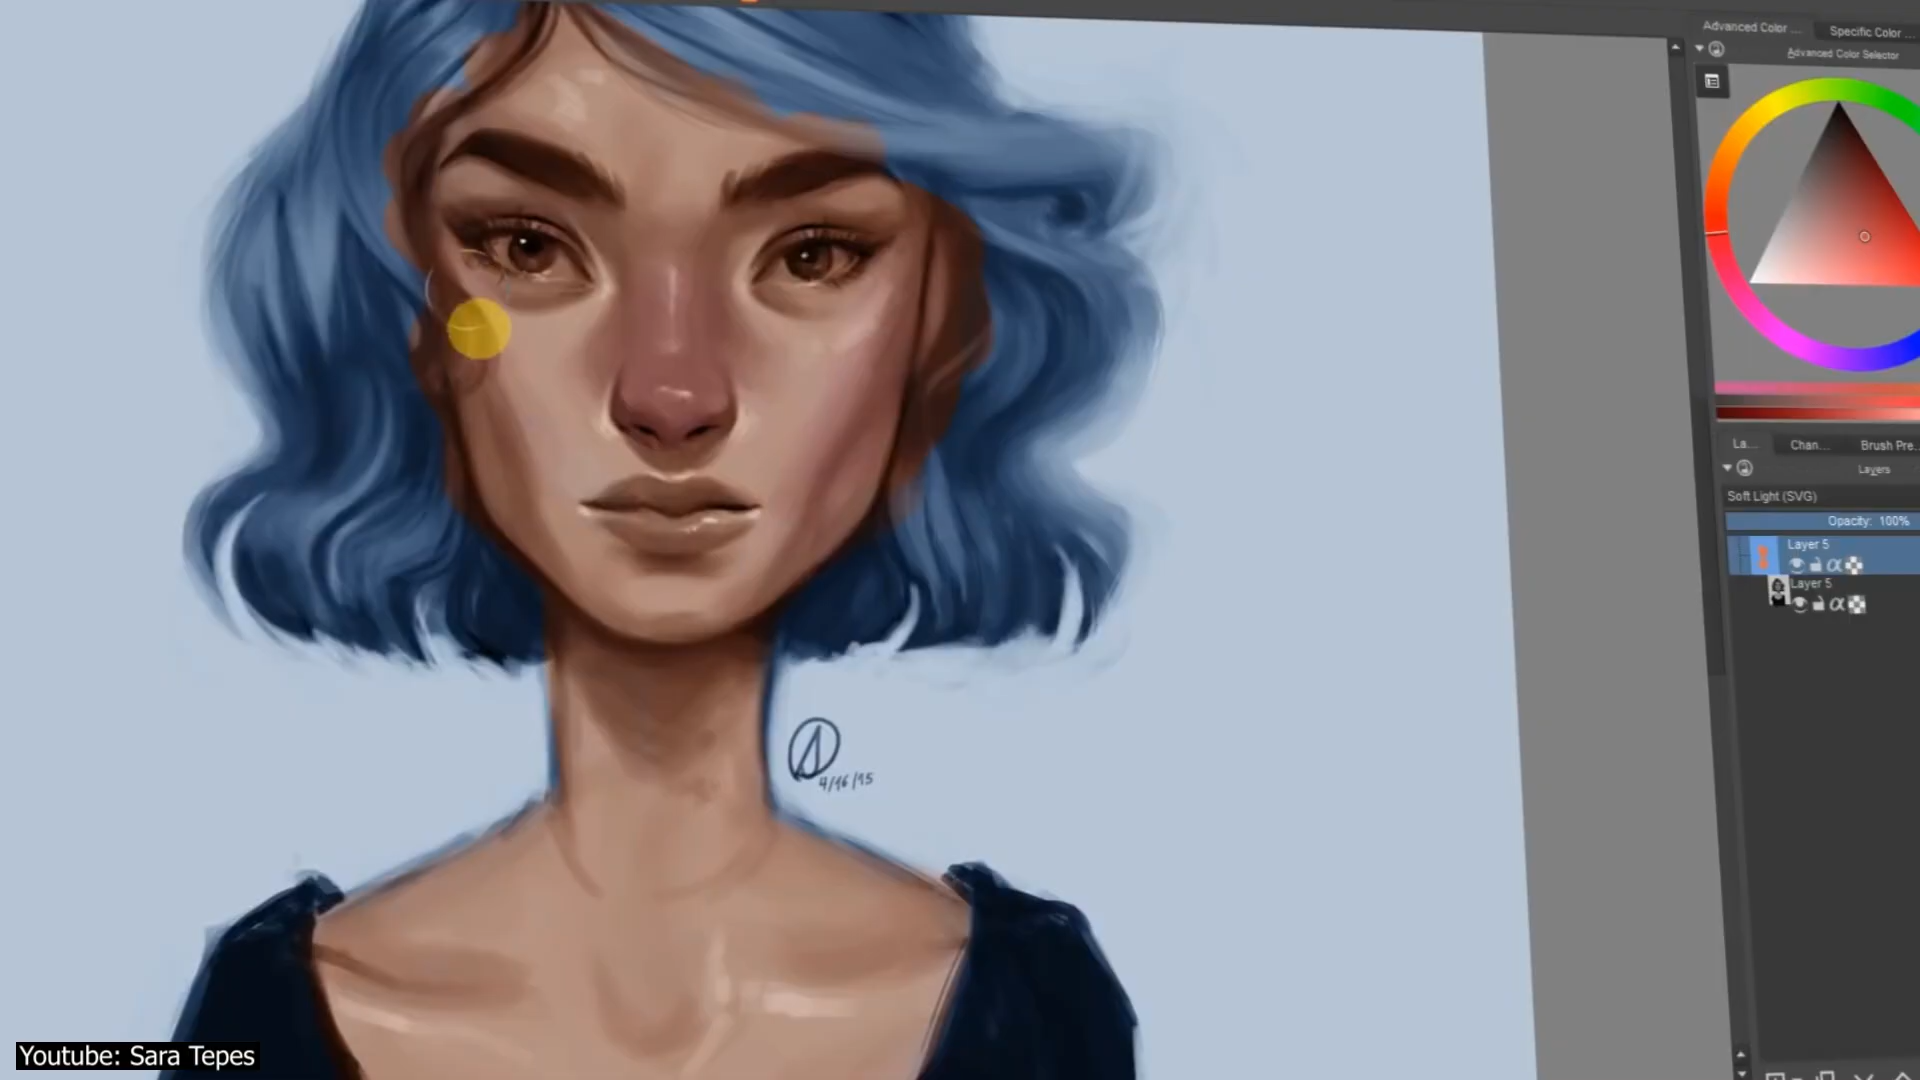 Advanced Color ...
Specific Color ...
Advanced Color Selector
La...
Chan...
Brush Pre...
Layers
Soft Light (SVG)
Opacity: 100%
Layer 5
α
Layer 5
α
4/16/15
Youtube: Sara Tepes